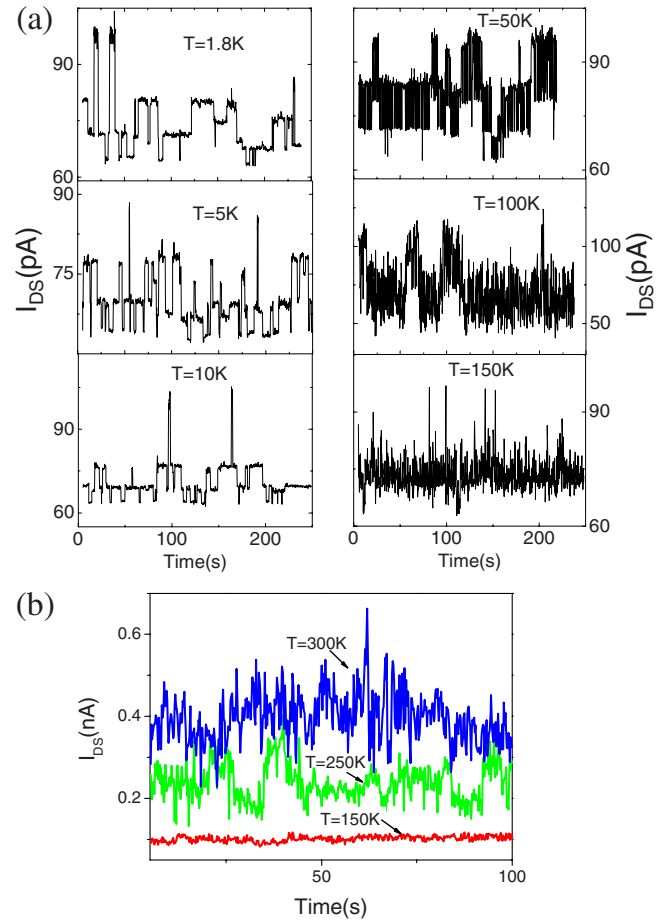 (a)
T=1.8K
90
60
T=5K
90
75
I_DS(pA)
T=10K
90
75
60
0 100 200
Time(s)
T=50K
90
60
T=100K
100
50
I_DS(pA)
T=150K
90
60
0 100 200
Time(s)
(b)
0.6
0.4
0.2
I_DS(nA)
T=300K
T=250K
T=150K
50 100
Time(s)